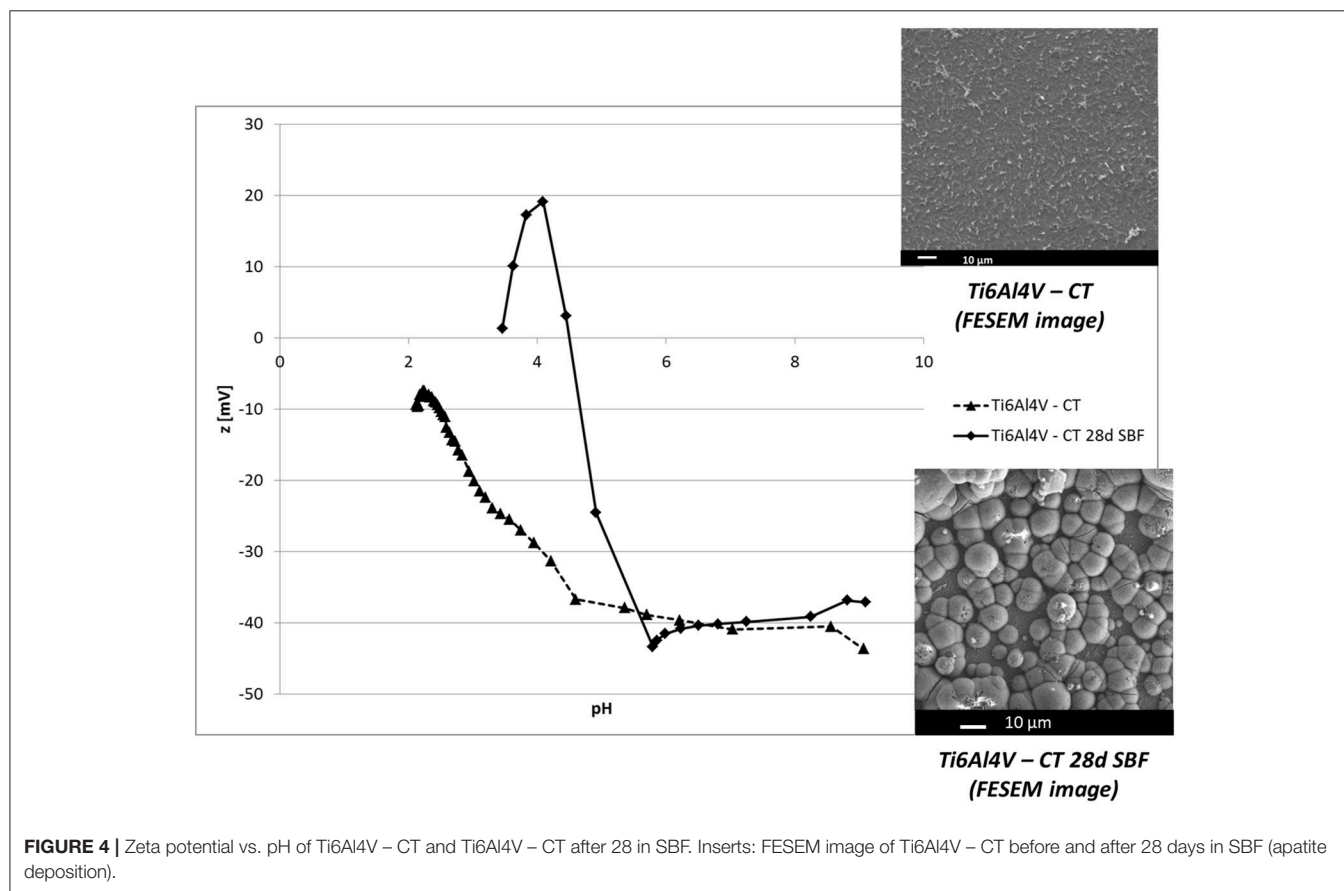 30
20
10
0
-10
-20
-30
-40
-50
0
2
4
6
8
10
z [mV]
pH
10 µm
Ti6Al4V – CT
(FESEM image)
Ti6Al4V - CT
Ti6Al4V - CT 28d SBF
10 µm
Ti6Al4V – CT 28d SBF
(FESEM image)
FIGURE 4 | Zeta potential vs. pH of Ti6Al4V – CT and Ti6Al4V – CT after 28 in SBF. Inserts: FESEM image of Ti6Al4V – CT before and after 28 days in SBF (apatite
deposition).